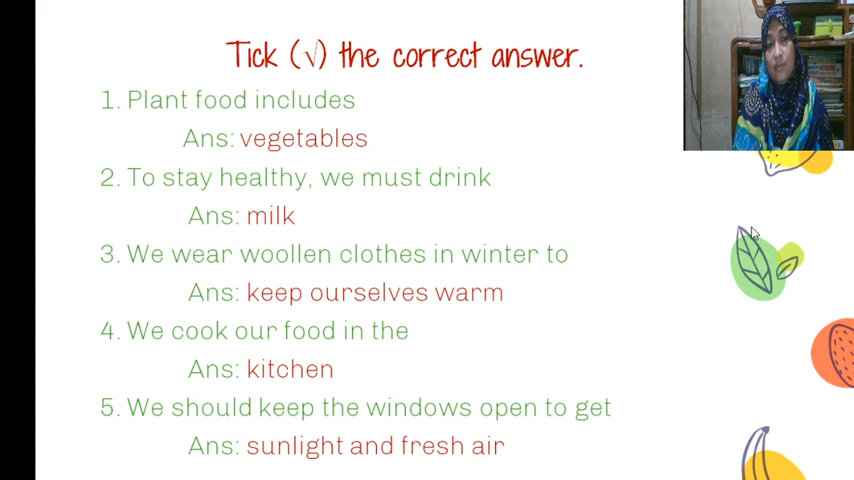 Tick (√) the correct answer.
1. Plant food includes
Ans: vegetables
2. To stay healthy, we must drink
Ans: milk
3. We wear woollen clothes in winter to
Ans: keep ourselves warm
4. We cook our food in the
Ans: kitchen
5. We should keep the windows open to get
Ans: sunlight and fresh air